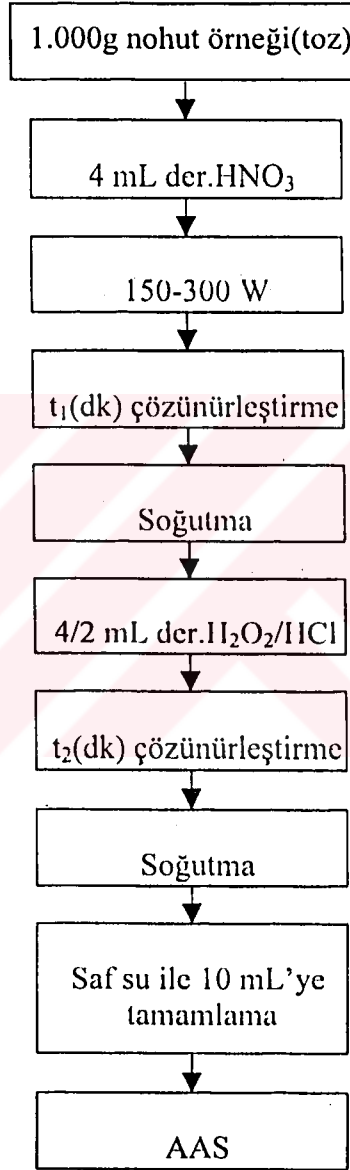 1.000g nohut örneği(toz)
4 mL der.HNO₃
150-300 W
t₁(dk) çözünürleştirme
Soğutma
4/2 mL der.H₂O₂/HCl
t₂(dk) çözünürleştirme
Soğutma
Saf su ile 10 mL’ye
tamamlama
AAS